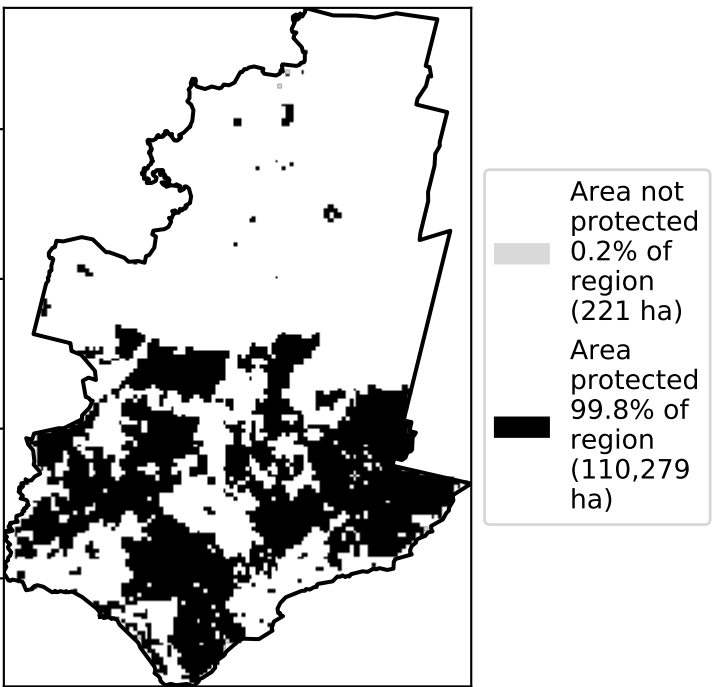 Area not
protected
0.2% of
region
(221 ha)
Area
protected
99.8% of
region
(110,279
ha)